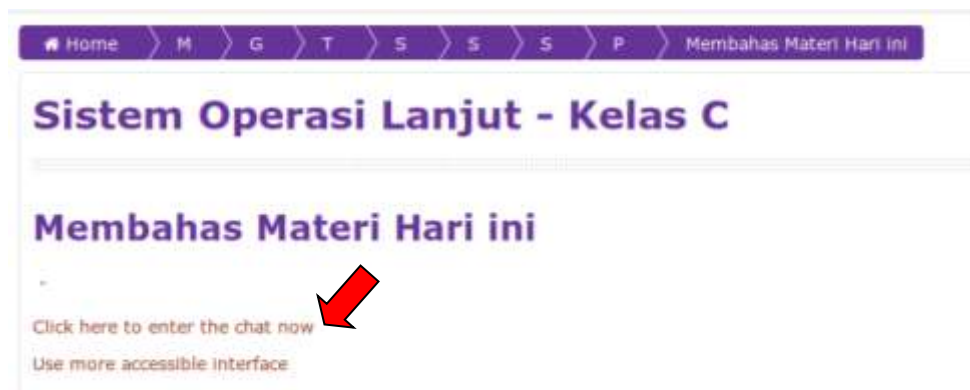 Home M G T S S S P Membahas Materi Hari ini
Sistem Operasi Lanjut - Kelas C
Membahas Materi Hari ini
Click here to enter the chat now
Use more accessible interface